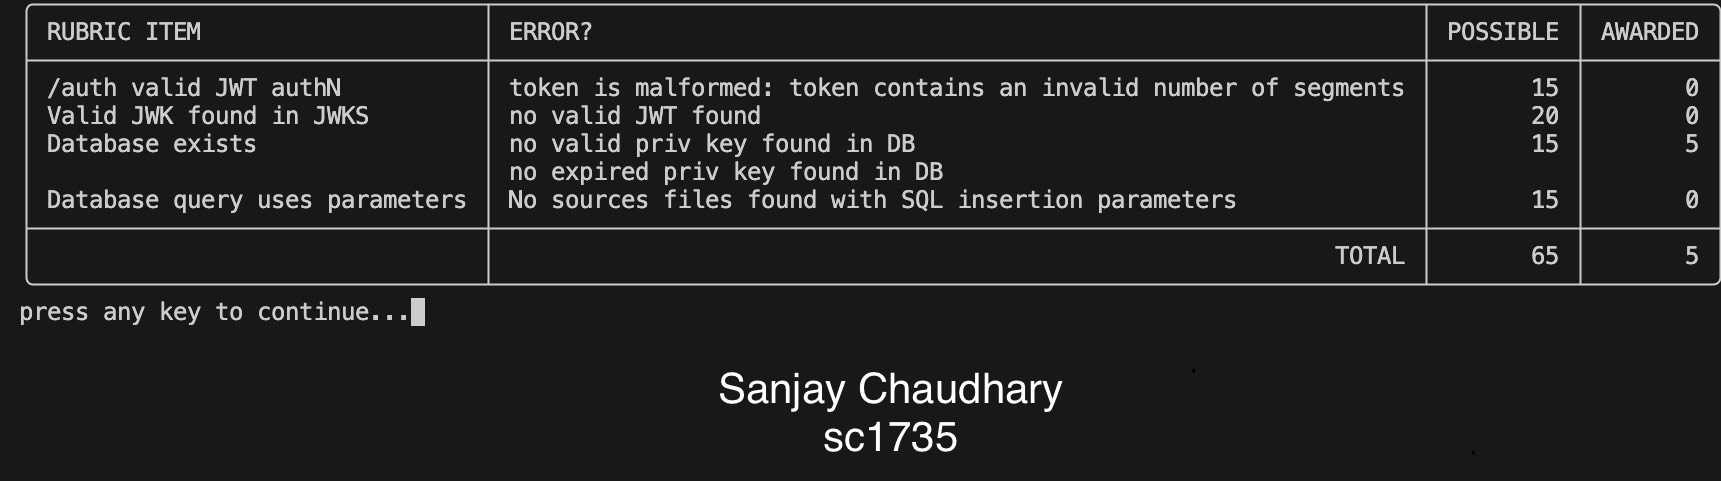 RUBRIC ITEM ERROR? POSSIBLE AWARDED
/auth valid JWT authN token is malformed: token contains an invalid number of segments 15 0
Valid JWK found in JWKS no valid JWT found 20 0
Database exists no valid priv key found in DB 15 5
no expired priv key found in DB
Database query uses parameters No sources files found with SQL insertion parameters 15 0
TOTAL 65 5
press any key to continue...
Sanjay Chaudhary
sc1735